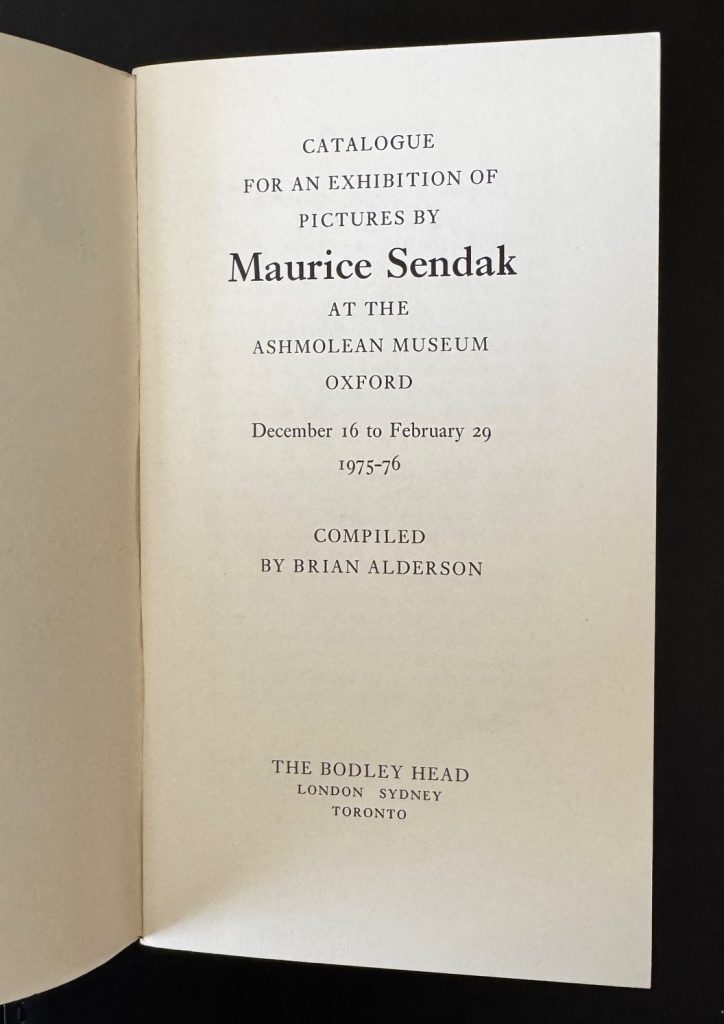 CATALOGUE
FOR AN EXHIBITION OF
PICTURES BY
Maurice Sendak
AT THE
ASHMOLEAN MUSEUM
OXFORD
December 16 to February 29
1975-76
COMPILED
BY BRIAN ALDERSON
THE BODLEY HEAD
LONDON SYDNEY
TORONTO